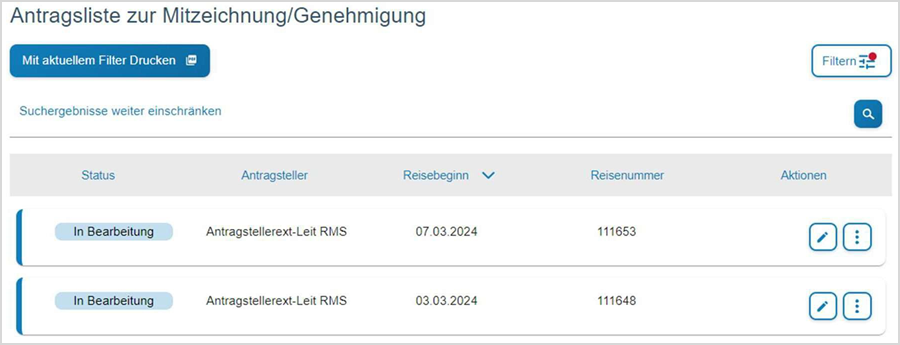 Antragsliste zur Mitzeichnung/Genehmigung
Mit aktuellem Filter Drucken
Filtern
Suchergebnisse weiter einschränken
Status Antragsteller Reisebeginn Reisenummer Aktionen
In Bearbeitung Antragstellerext-Leit RMS 07.03.2024 111653
In Bearbeitung Antragstellerext-Leit RMS 03.03.2024 111648